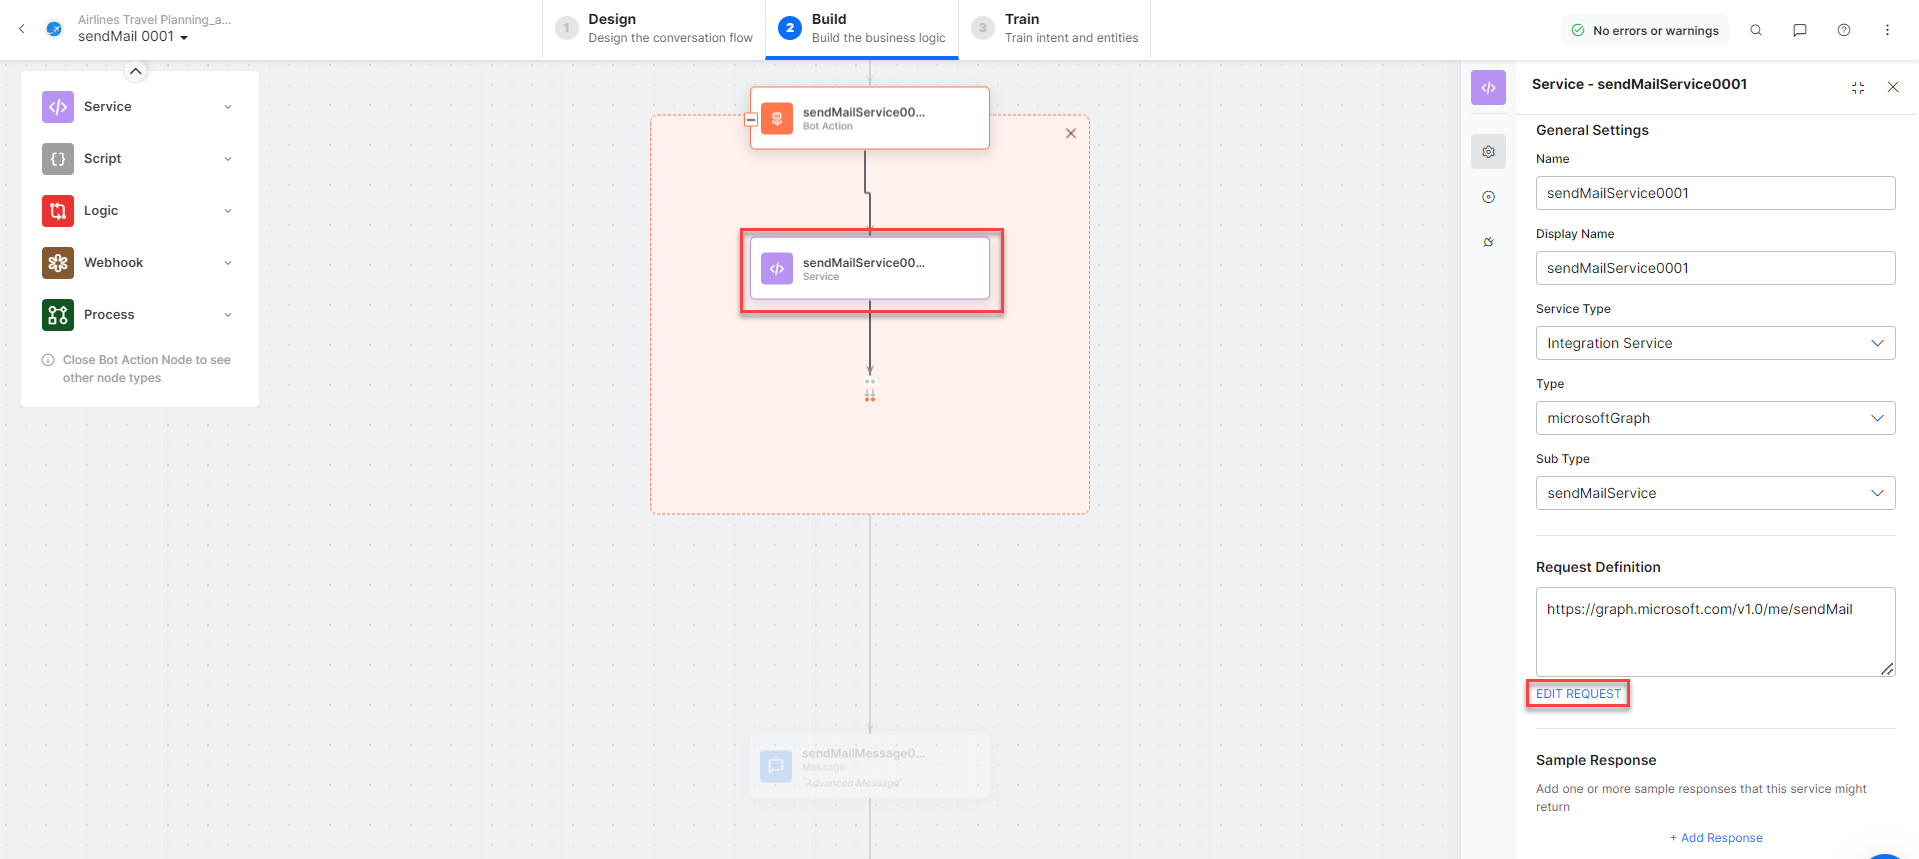 Airlines Travel Planning_a...
sendMail 0001
1
Design
Design the conversation flow
2
Build
Build the business logic
3
Train
Train intent and entities
No errors or warnings
Service
Script
Logic
Webhook
Process
Close Bot Action Node to see
other node types
sendMailService00...
Bot Action
sendMailService00...
Service
sendMailMessage0...
Message
"Advanced Message"
Service - sendMailService0001
General Settings
Name
sendMailService0001
Display Name
sendMailService0001
Service Type
Integration Service
Type
microsoftGraph
Sub Type
sendMailService
Request Definition
https://graph.microsoft.com/v1.0/me/sendMail
EDIT REQUEST
Sample Response
Add one or more sample responses that this service might
return
+ Add Response